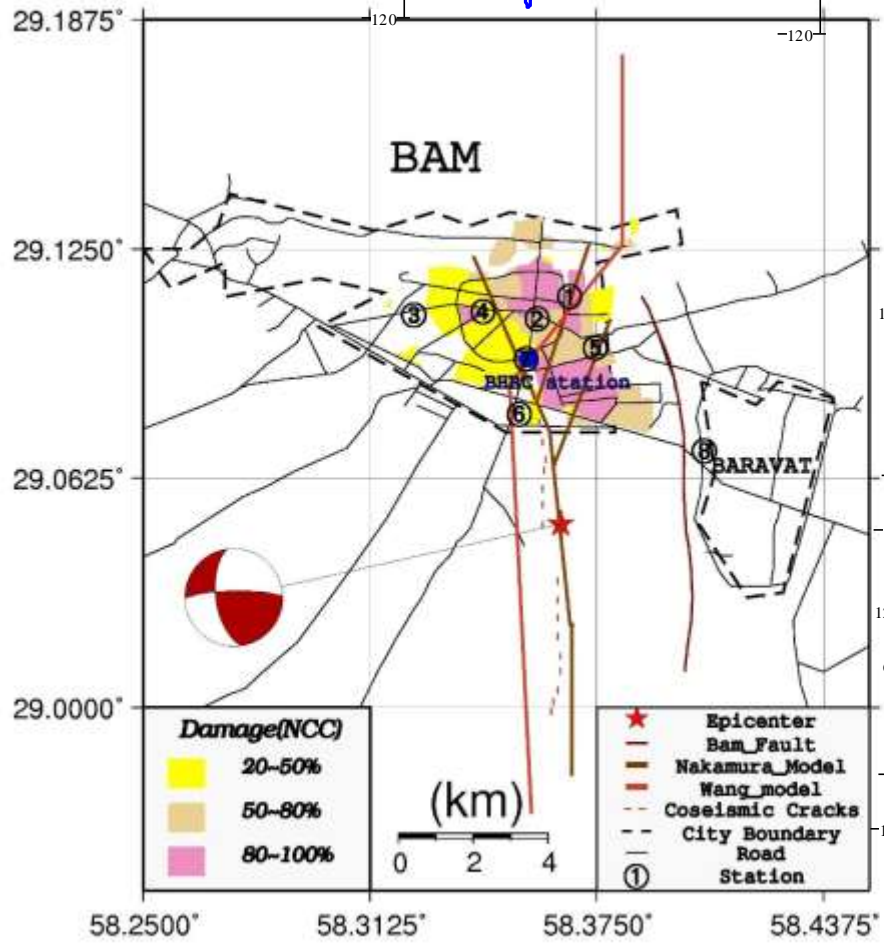 -120
-120
29.1875°
BAM
29.1250°
①
③
④
②
⑤
BHRC station
⑥
⑧
BARAVAT
29.0625°
29.0000°
Damage(NCC)
20~50%
50~80%
80~100%
(km)
0 2 4
Epicenter
Bam_Fault
Nakamura_Model
Wang_model
Coseismic Cracks
City Boundary
Road
① Station
58.2500° 58.3125° 58.3750° 58.4375°